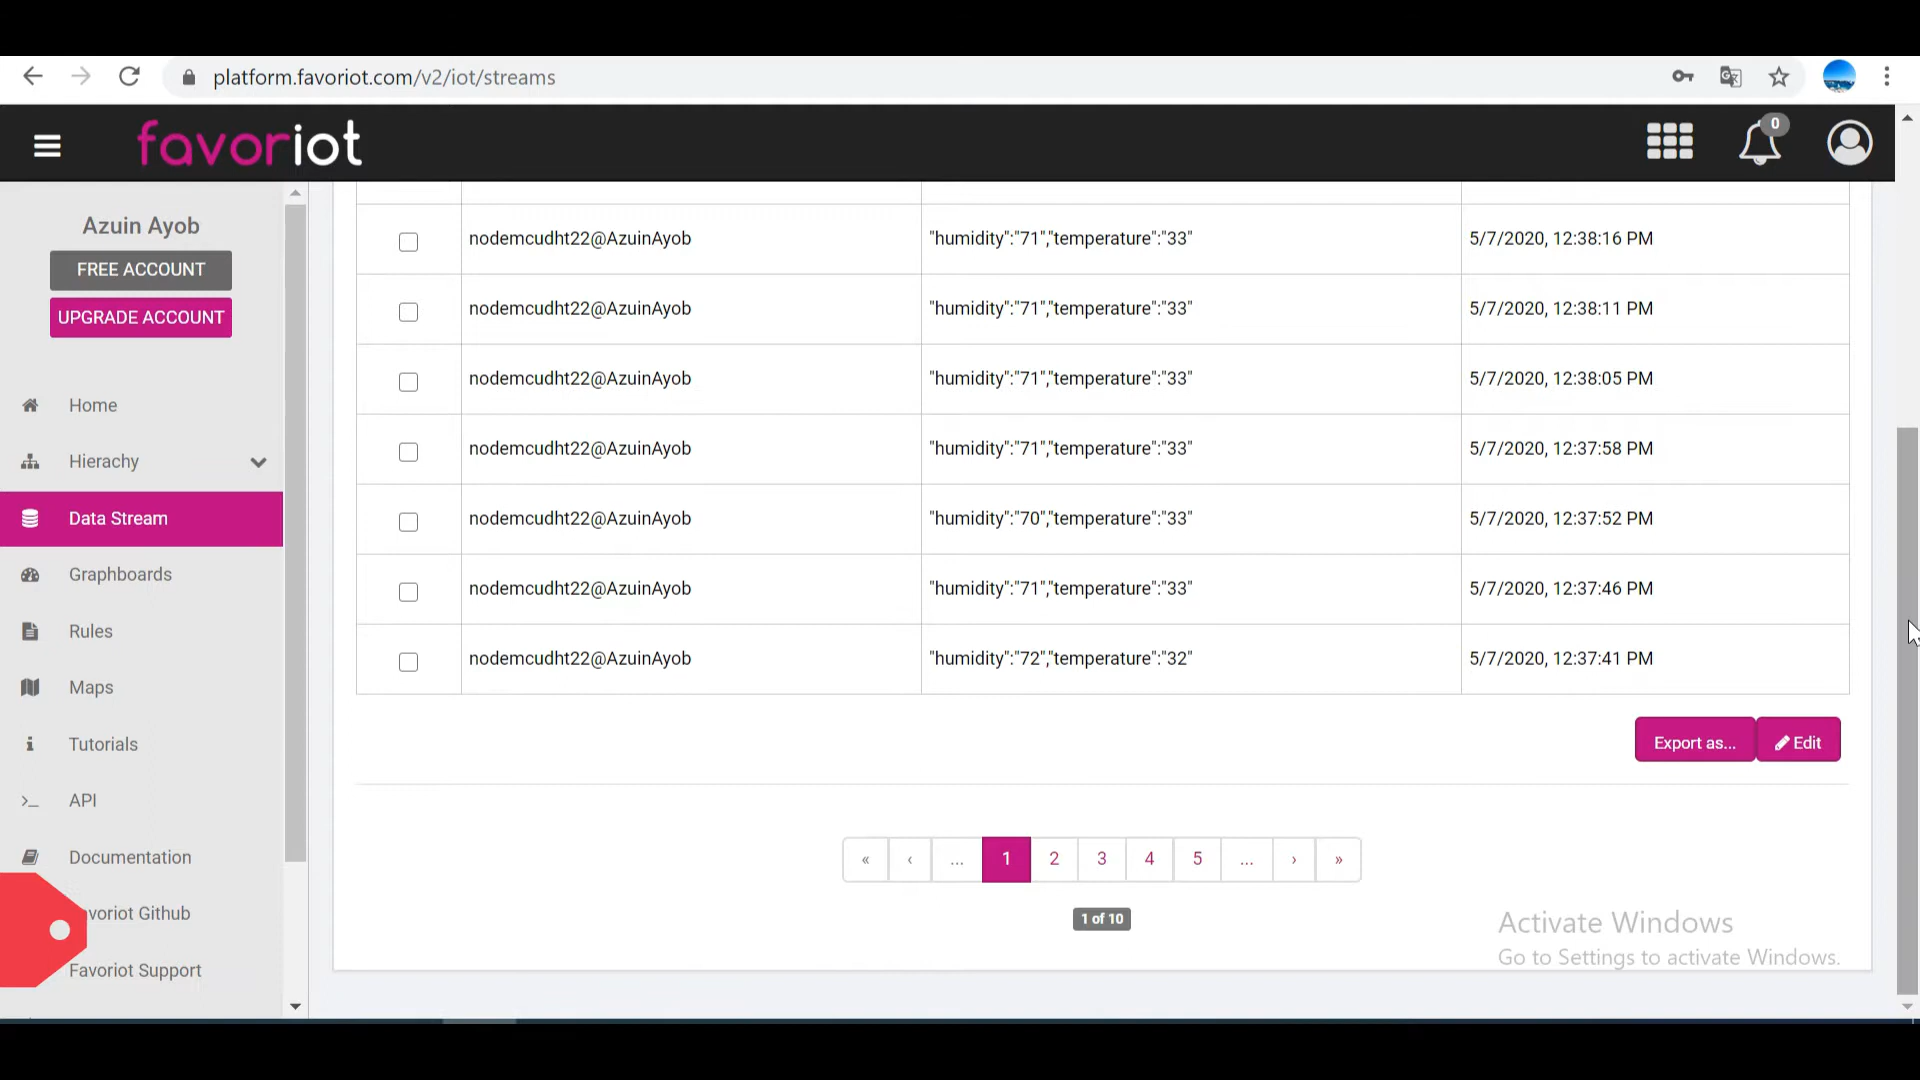 platform.favoriot.com/v2/iot/streams
favoriot
0
Azuin Ayob
FREE ACCOUNT
UPGRADE ACCOUNT
Home
Hierachy
Data Stream
Graphboards
Rules
Maps
Tutorials
API
Documentation
voriot Github
Favoriot Support
nodemcudht22@AzuinAyob "humidity":"71","temperature":"33" 5/7/2020, 12:38:16 PM
nodemcudht22@AzuinAyob "humidity":"71","temperature":"33" 5/7/2020, 12:38:11 PM
nodemcudht22@AzuinAyob "humidity":"71","temperature":"33" 5/7/2020, 12:38:05 PM
nodemcudht22@AzuinAyob "humidity":"71","temperature":"33" 5/7/2020, 12:37:58 PM
nodemcudht22@AzuinAyob "humidity":"70","temperature":"33" 5/7/2020, 12:37:52 PM
nodemcudht22@AzuinAyob "humidity":"71","temperature":"33" 5/7/2020, 12:37:46 PM
nodemcudht22@AzuinAyob "humidity":"72","temperature":"32" 5/7/2020, 12:37:41 PM
Export as... Edit
« ‹ ... 1 2 3 4 5 ... › »
1 of 10
Activate Windows
Go to Settings to activate Windows.